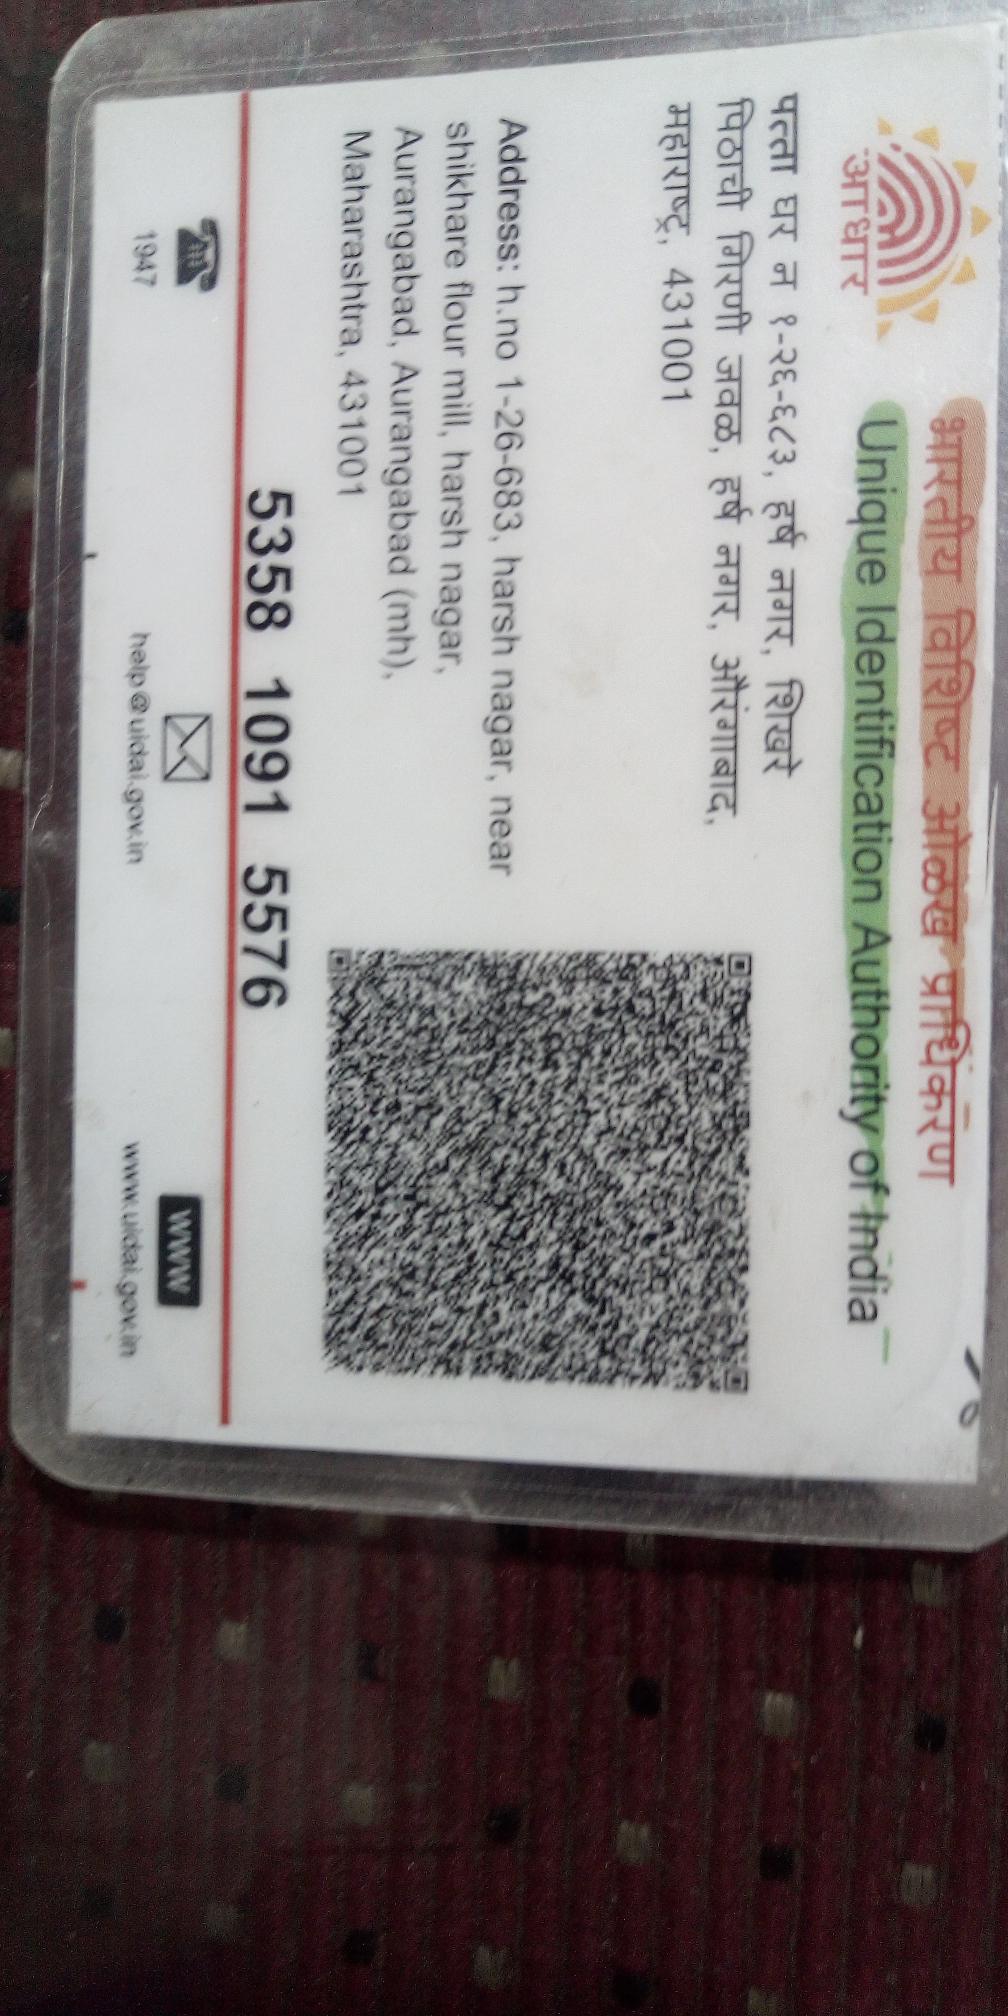 भारतीय विशिष्ट ओळख प्राधिकरण
Unique Identification Authority of India
आधार
पत्ता घर न १-२६-६८३, हर्ष नगर, शिखरे
पिठाची गिरणी जवळ, हर्ष नगर, औरंगाबाद,
महाराष्ट्र, 431001
Address: h.no 1-26-683, harsh nagar, near
shikhare flour mill, harsh nagar,
Aurangabad, Aurangabad (mh),
Maharashtra, 431001
5358 1091 5576
www
1947
help@uidai.gov.in
www.uidai.gov.in